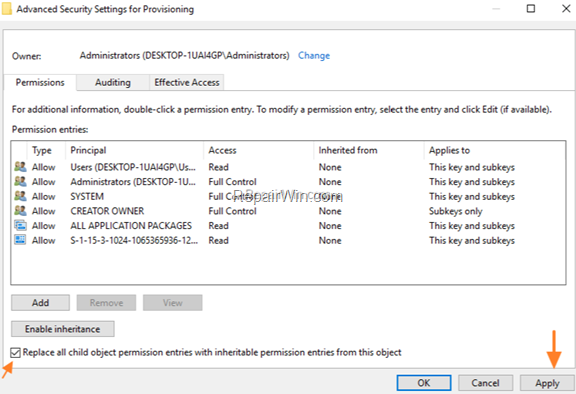 Advanced Security Settings for Provisioning
Owner: Administrators (DESKTOP-1UAI4GP\Administrators) Change
Permissions Auditing Effective Access
For additional information, double-click a permission entry. To modify a permission entry, select the entry and click Edit (if available).
Permission entries:
Type Principal Access Inherited from Applies to
Allow Users (DESKTOP-1UAI4GP\Us... Read None This key and subkeys
Allow Administrators (DESKTOP-1U... Full Control None This key and subkeys
Allow SYSTEM Full Control None This key and subkeys
RepairWin.com
Allow CREATOR OWNER Full Control None Subkeys only
Allow ALL APPLICATION PACKAGES Read None This key and subkeys
Allow S-1-15-3-1024-1065365936-12... Read None This key and subkeys
Add Remove View
Enable inheritance
Replace all child object permission entries with inheritable permission entries from this object
OK Cancel Apply